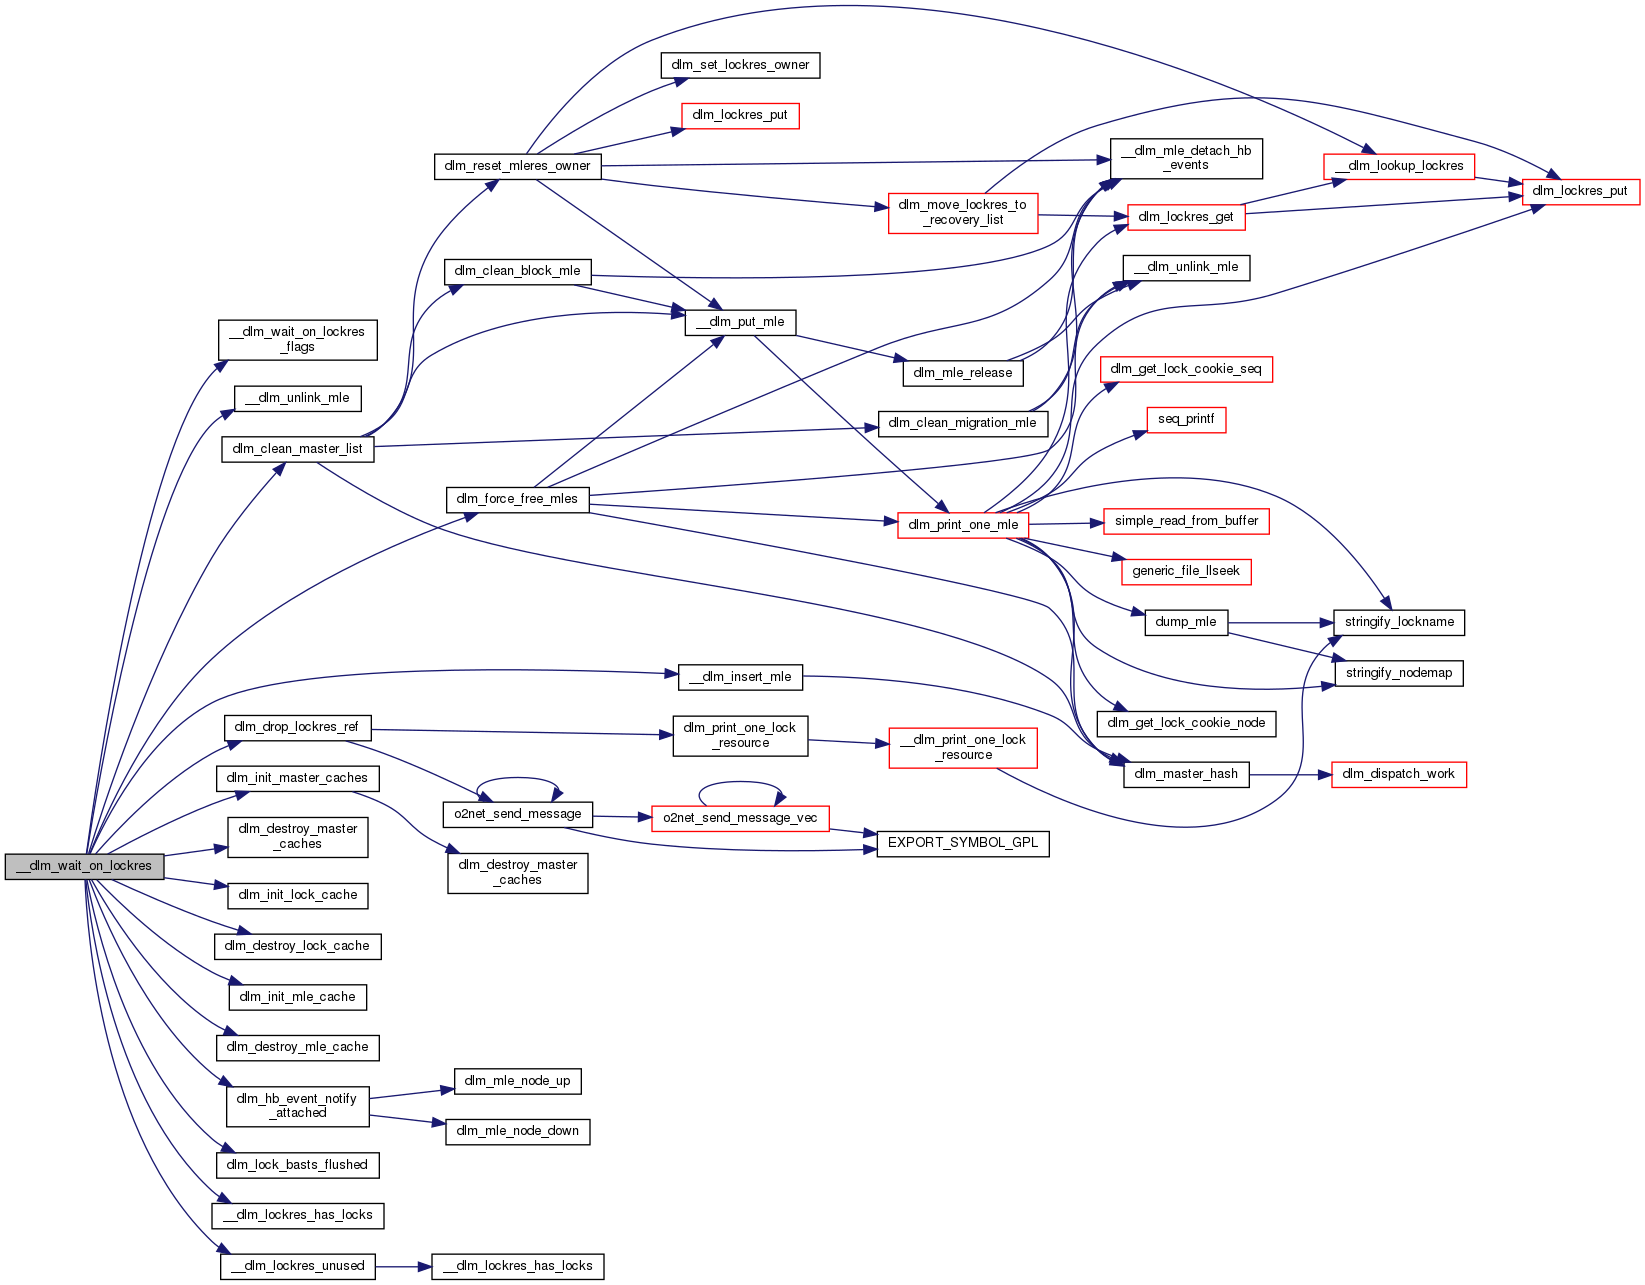 dlm_set_lockres_owner
dlm_lockres_put
__dlm_mle_detach_hb
_events
dlm_reset_mleres_owner
__dlm_lookup_lockres
dlm_lockres_put
dlm_move_lockres_to
_recovery_list
dlm_lockres_get
dlm_clean_block_mle
__dlm_unlink_mle
__dlm_put_mle
__dlm_wait_on_lockres
_flags
dlm_mle_release
dlm_get_lock_cookie_seq
__dlm_unlink_mle
seq_printf
dlm_clean_migration_mle
dlm_clean_master_list
dlm_force_free_mles
dlm_print_one_mle
simple_read_from_buffer
generic_file_llseek
dump_mle
stringify_lockname
stringify_nodemap
__dlm_insert_mle
dlm_get_lock_cookie_node
dlm_drop_lockres_ref
dlm_print_one_lock
_resource
__dlm_print_one_lock
_resource
dlm_init_master_caches
dlm_master_hash
dlm_dispatch_work
o2net_send_message
o2net_send_message_vec
dlm_destroy_master
_caches
EXPORT_SYMBOL_GPL
__dlm_wait_on_lockres
dlm_destroy_master
_caches
dlm_init_lock_cache
dlm_destroy_lock_cache
dlm_init_mle_cache
dlm_destroy_mle_cache
dlm_mle_node_up
dlm_hb_event_notify
_attached
dlm_mle_node_down
dlm_lock_basts_flushed
__dlm_lockres_has_locks
__dlm_lockres_unused
__dlm_lockres_has_locks